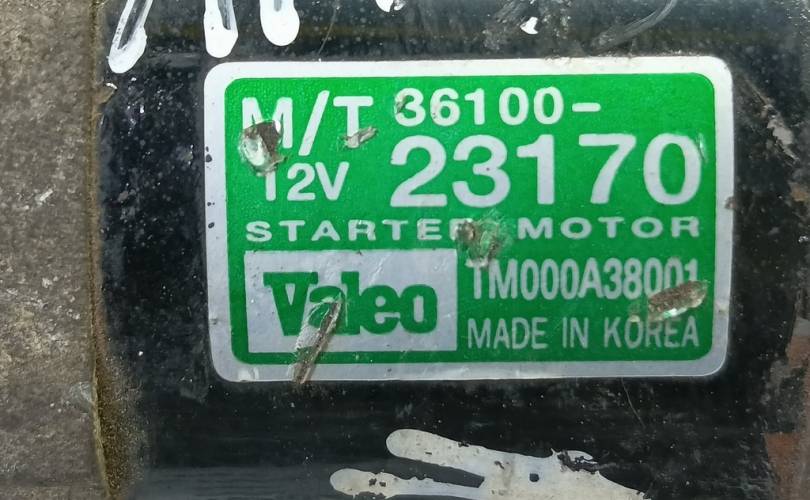 M/T 36100-
12V 23170
STARTER MOTOR
Valeo TM000A38001
MADE IN KOREA